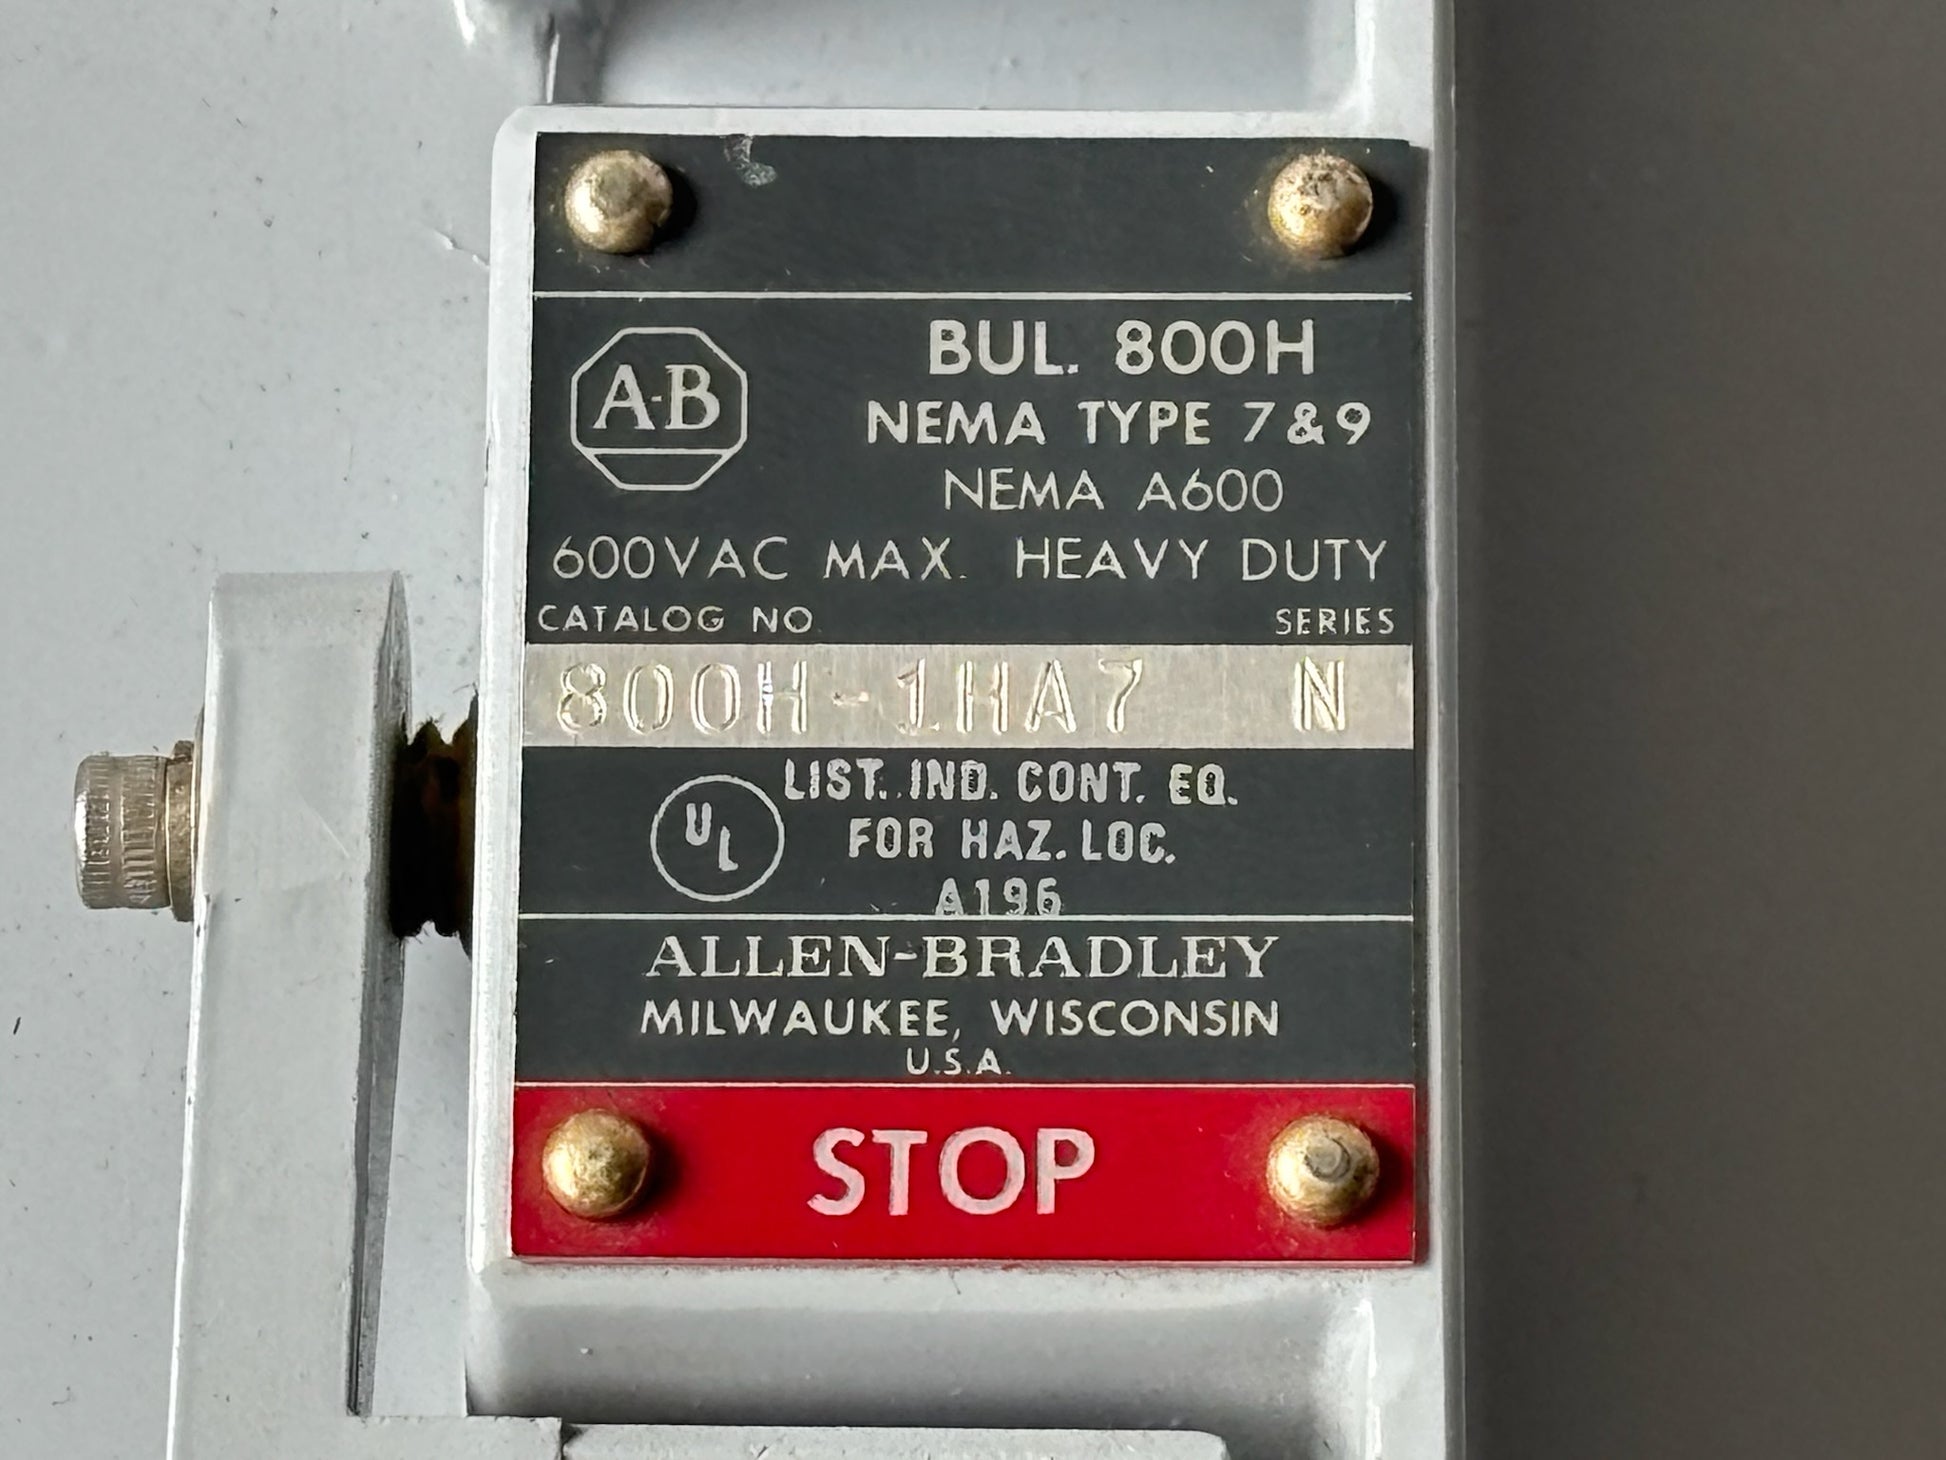 A-B
BUL. 800H
NEMA TYPE 7 & 9
NEMA A600
600VAC MAX. HEAVY DUTY
CATALOG NO SERIES
800H-1HA7 N
UL LIST. IND. CONT. EQ.
FOR HAZ. LOC.
A196
ALLEN-BRADLEY
MILWAUKEE, WISCONSIN
U.S.A.
STOP